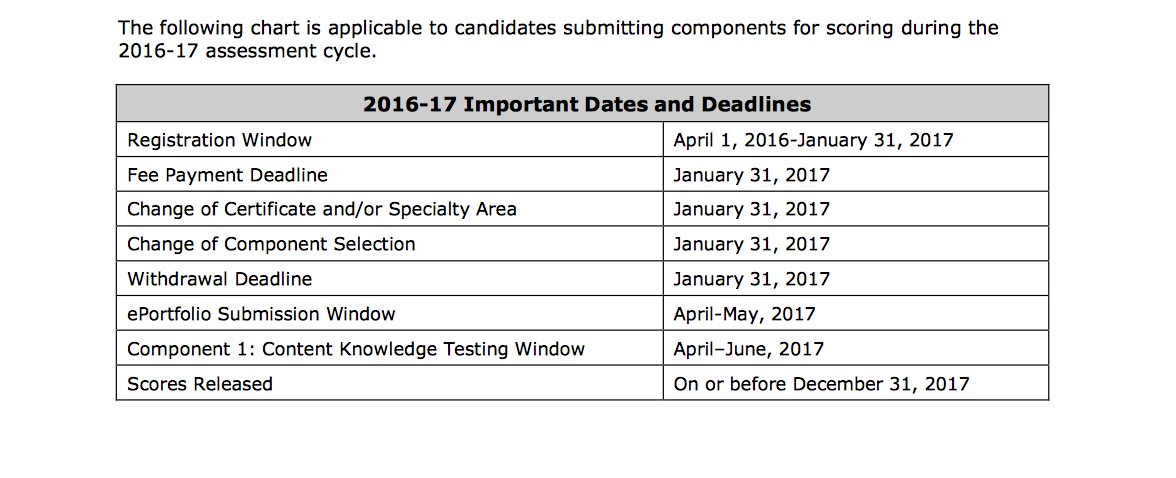 The following chart is applicable to candidates submitting components for scoring during the
2016-17 assessment cycle.
2016-17 Important Dates and Deadlines
Registration Window April 1, 2016-January 31, 2017
Fee Payment Deadline January 31, 2017
Change of Certificate and/or Specialty Area January 31, 2017
Change of Component Selection January 31, 2017
Withdrawal Deadline January 31, 2017
ePortfolio Submission Window April-May, 2017
Component 1: Content Knowledge Testing Window April–June, 2017
Scores Released On or before December 31, 2017